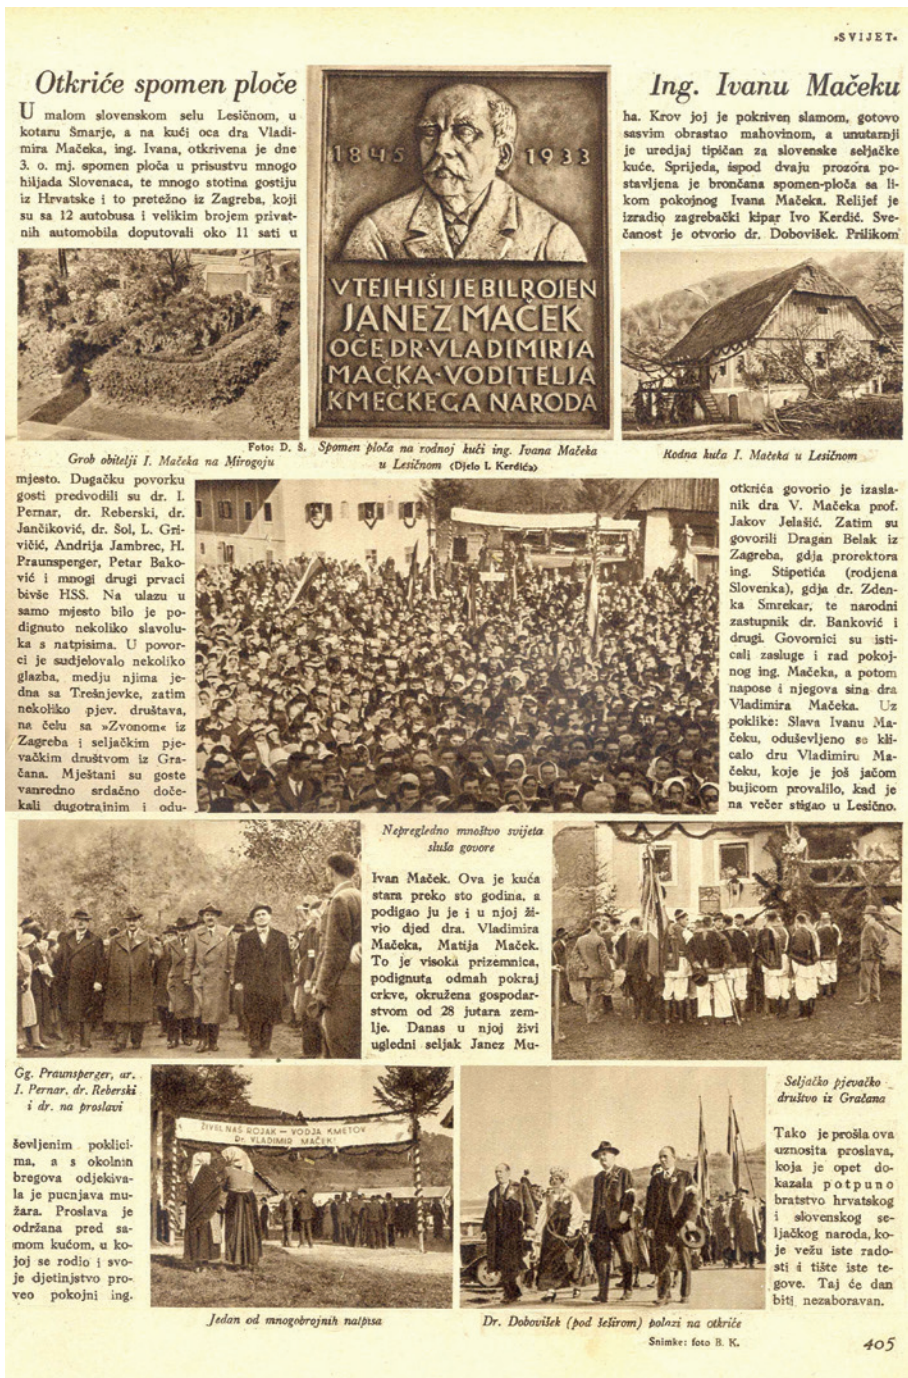 »SVIJET«
Otkriće spomen ploče
Ing. Ivanu Mačeku
U malom slovenskom selu Lesičnom, u
kotaru Šmarje, a na kući oca dra Vladi-
mira Mačeka, ing. Ivana, otkrivena je dne
3. o. mj. spomen ploča u prisustvu mnogo
hiljada Slovenaca, te mnogo stotina gostiju
iz Hrvatske i to pretežno iz Zagreba, koji
su sa 12 autobusa i velikim brojem privat-
nih automobila doputovali oko 11 sati u
1845 1933
V TEJ HIŠI JE BIL ROJEN
JANEZ MAČEK
OČE DR·VLADIMIRJA
MAČKA·VODITELJA
KMEČKEGA NARODA
Foto: D. Š.
Grob obitelji I. Mačeka na Mirogoju
Spomen ploča na rodnoj kući ing. Ivana Mačeka
u Lesičnom (Djelo I. Kerdića)
Rodna kuća I. Mačeka u Lesičnom
mjesto. Dugačku povorku
gosti predvodili su dr. I.
Pernar, dr. Reberski, dr.
Jančiković, dr. Šol, L. Gri-
vičić, Andrija Jambrec, H.
Praunsperger, Petar Bako-
vić i mnogi drugi prvaci
bivše HSS. Na ulazu u
samo mjesto bilo je po-
dignuto nekoliko slavolu-
ka s natpisima. U povor-
ci je sudjelovalo nekoliko
glazba, medju njima je-
dna sa Trešnjevke, zatim
nekoliko pjev. društava,
na čelu sa »Zvonom« iz
Zagreba i seljačkim pje-
vačkim društvom iz Gra-
čana. Mještani su goste
vanredno srdačno doče-
kali dugotrajnim i odu-
ševljenim poklici-
ma, a s okolnih
bregova odjekiva-
la je pucnjava mu-
žara. Proslava je
održana pred sa-
mom kućom, u ko-
joj se rodio i svo-
je djetinjstvo pro-
veo pokojni ing.
Nepregledno mnoštvo svijeta
sluša govore
Ivan Maček. Ova je kuća
stara preko sto godina, a
podigao ju je i u njoj ži-
vio djed dra. Vladimira
Mačeka, Matija Maček.
To je visoka prizemnica,
podignuta odmah pokraj
crkve, okružena gospodar-
stvom od 28 jutara zem-
lje. Danas u njoj živi
ugledni seljak Janez Mu-
ha. Krov joj je pokriven slamom, gotovo
sasvim obrastao mahovinom, a unutarnji
je uredjaj tipičan za slovenske seljačke
kuće. Sprijeda, ispod dvaju prozora po-
stavljena je brončana spomen-ploča sa li-
kom pokojnog Ivana Mačeka. Relijef je
izradio zagrebački kipar Ivo Kerdić. Sve-
čanost je otvorio dr. Dobovišek. Prilikom
otkrića govorio je izasla-
nik dra V. Mačeka prof.
Jakov Jelašić. Zatim su
govorili Dragan Belak iz
Zagreba, gdja prorektora
ing. Stipetića (rodjena
Slovenka), gdja dr. Zden-
ka Smrekar, te narodni
zastupnik dr. Banković i
drugi. Govornici su isti-
cali zasluge i rad pokoj-
nog ing. Mačeka, a potom
napose i njegova sina dra
Vladimira Mačeka. Uz
poklike: Slava Ivanu Ma-
čeku, oduševljeno se kli-
calo dru Vladimiru Ma-
čeku, koje je još jačom
bujicom provalilo, kad je
na večer stigao u Lesično.
Gg. Praunsperger, ar.
I. Pernar, dr. Reberski
i dr. na proslavi
Seljačko pjevačko
društvo iz Gračana
ŽIVEL NAŠ ROJAK — VODJA KMETOV
DR. VLADIMIR MAČEK!
Tako je prošla ova
uznosita proslava,
koja je opet do-
kazala potpuno
bratstvo hrvatskog
i slovenskog se-
ljačkog naroda, ko-
je vežu iste rado-
sti i tište iste te-
gove. Taj će dan
biti nezaboravan.
Jedan od mnogobrojnih natpisa
Dr. Dobovišek (pod šeširom) polazi na otkriće
Snimke: foto B. K.
405